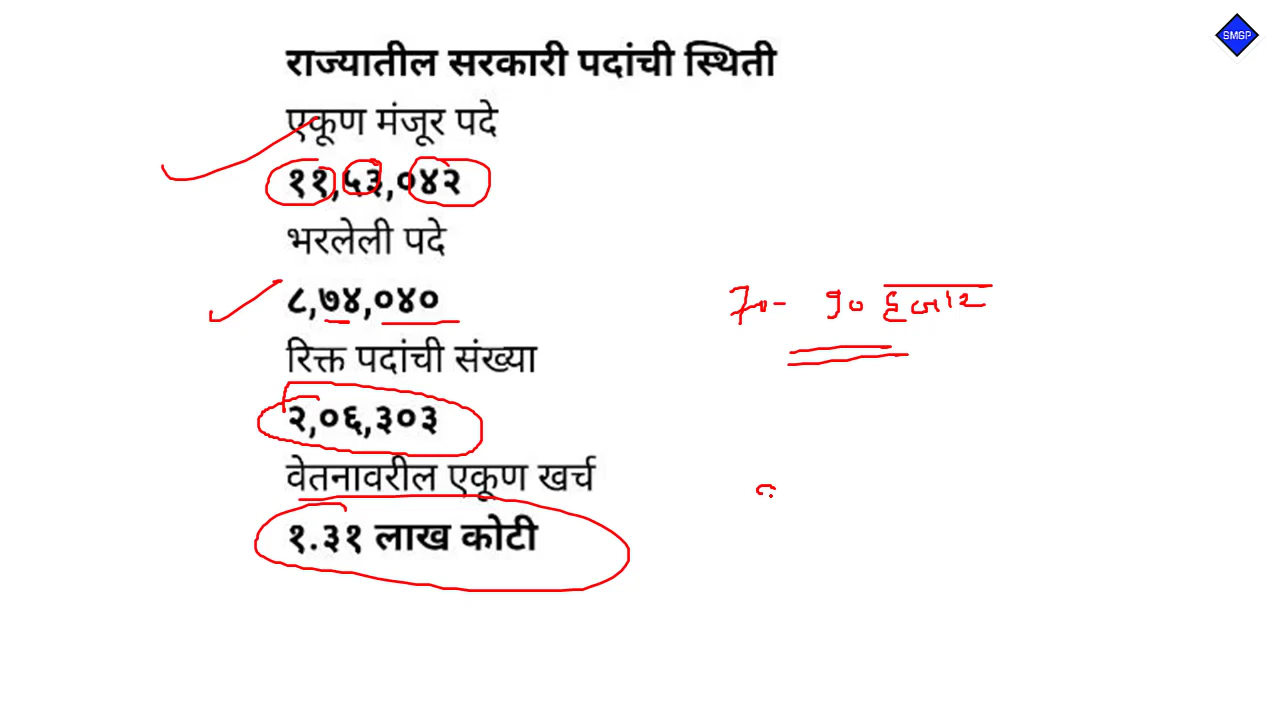 SMGP
राज्यातील सरकारी पदांची स्थिती
एकूण मंजूर पदे
११,५३,०४२
भरलेली पदे
८,७४,०४०
७०- ९० हजार
रिक्त पदांची संख्या
२,०६,३०३
वेतनावरील एकूण खर्च
१.३१ लाख कोटी